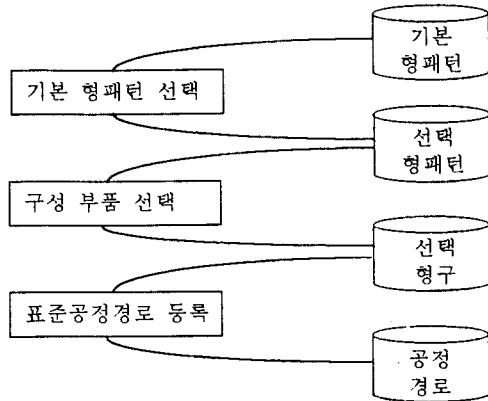 기본
형패턴
기본 형패턴 선택
선택
형패턴
구성 부품 선택
선택
형구
표준공정경로 등록
공정
경로